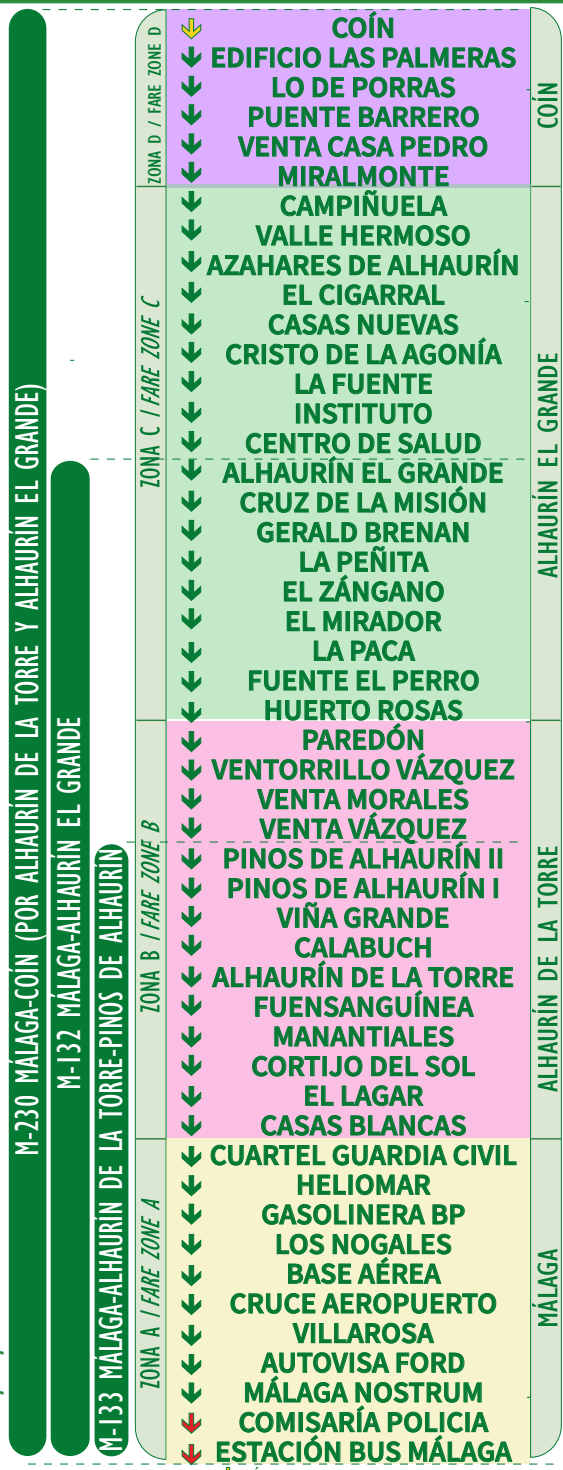 M-230 MÁLAGA-COÍN (POR ALHAURÍN DE LA TORRE Y ALHAURÍN EL GRANDE)
M-132 MÁLAGA-ALHAURÍN EL GRANDE
M-133 MÁLAGA-ALHAURÍN DE LA TORRE-PINOS DE ALHAURÍN
ZONA D / FARE ZONE D
COÍN
EDIFICIO LAS PALMERAS
LO DE PORRAS
PUENTE BARRERO
VENTA CASA PEDRO
MIRALMONTE
COÍN
ZONA C / FARE ZONE C
CAMPIÑUELA
VALLE HERMOSO
AZAHARES DE ALHAURÍN
EL CIGARRAL
CASAS NUEVAS
CRISTO DE LA AGONÍA
LA FUENTE
INSTITUTO
CENTRO DE SALUD
ALHAURÍN EL GRANDE
CRUZ DE LA MISIÓN
GERALD BRENAN
LA PEÑITA
EL ZÁNGANO
EL MIRADOR
LA PACA
FUENTE EL PERRO
HUERTO ROSAS
ALHAURÍN EL GRANDE
ZONA B / FARE ZONE B
PAREDÓN
VENTORRILLO VÁZQUEZ
VENTA MORALES
VENTA VÁZQUEZ
PINOS DE ALHAURÍN II
PINOS DE ALHAURÍN I
VIÑA GRANDE
CALABUCH
ALHAURÍN DE LA TORRE
FUENSANGUÍNEA
MANANTIALES
CORTIJO DEL SOL
EL LAGAR
CASAS BLANCAS
ALHAURÍN DE LA TORRE
ZONA A / FARE ZONE A
CUARTEL GUARDIA CIVIL
HELIOMAR
GASOLINERA BP
LOS NOGALES
BASE AÉREA
CRUCE AEROPUERTO
VILLAROSA
AUTOVISA FORD
MÁLAGA NOSTRUM
COMISARÍA POLICIA
ESTACIÓN BUS MÁLAGA
MÁLAGA